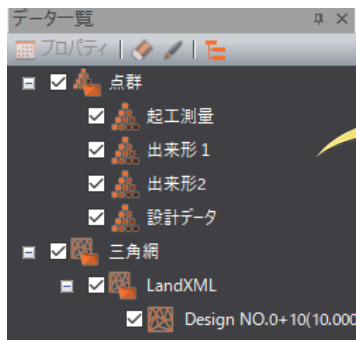 データ一覧
プロパティ
点群
起工測量
出来形1
出来形2
設計データ
三角網
LandXML
Design NO.0+10(10.000